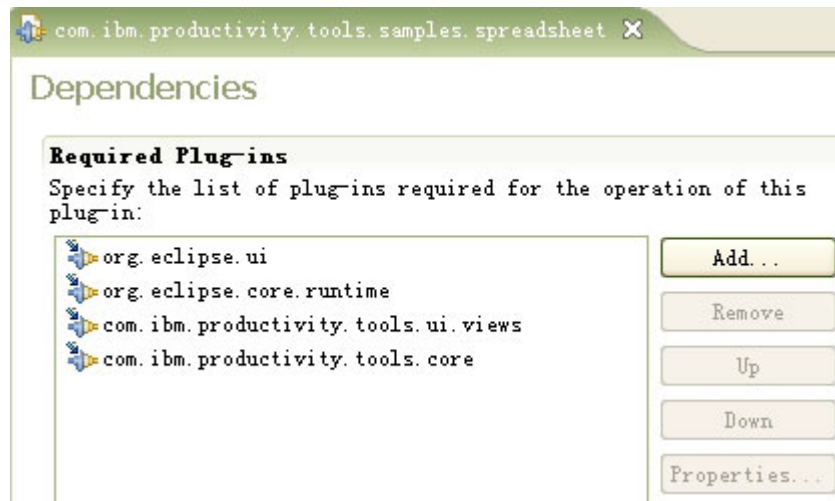 com.ibm.productivity.tools.samples.spreadsheet
Dependencies
Required Plug-ins
Specify the list of plug-ins required for the operation of this
plug-in:
org.eclipse.ui
org.eclipse.core.runtime
com.ibm.productivity.tools.ui.views
com.ibm.productivity.tools.core
Add...
Remove
Up
Down
Properties...